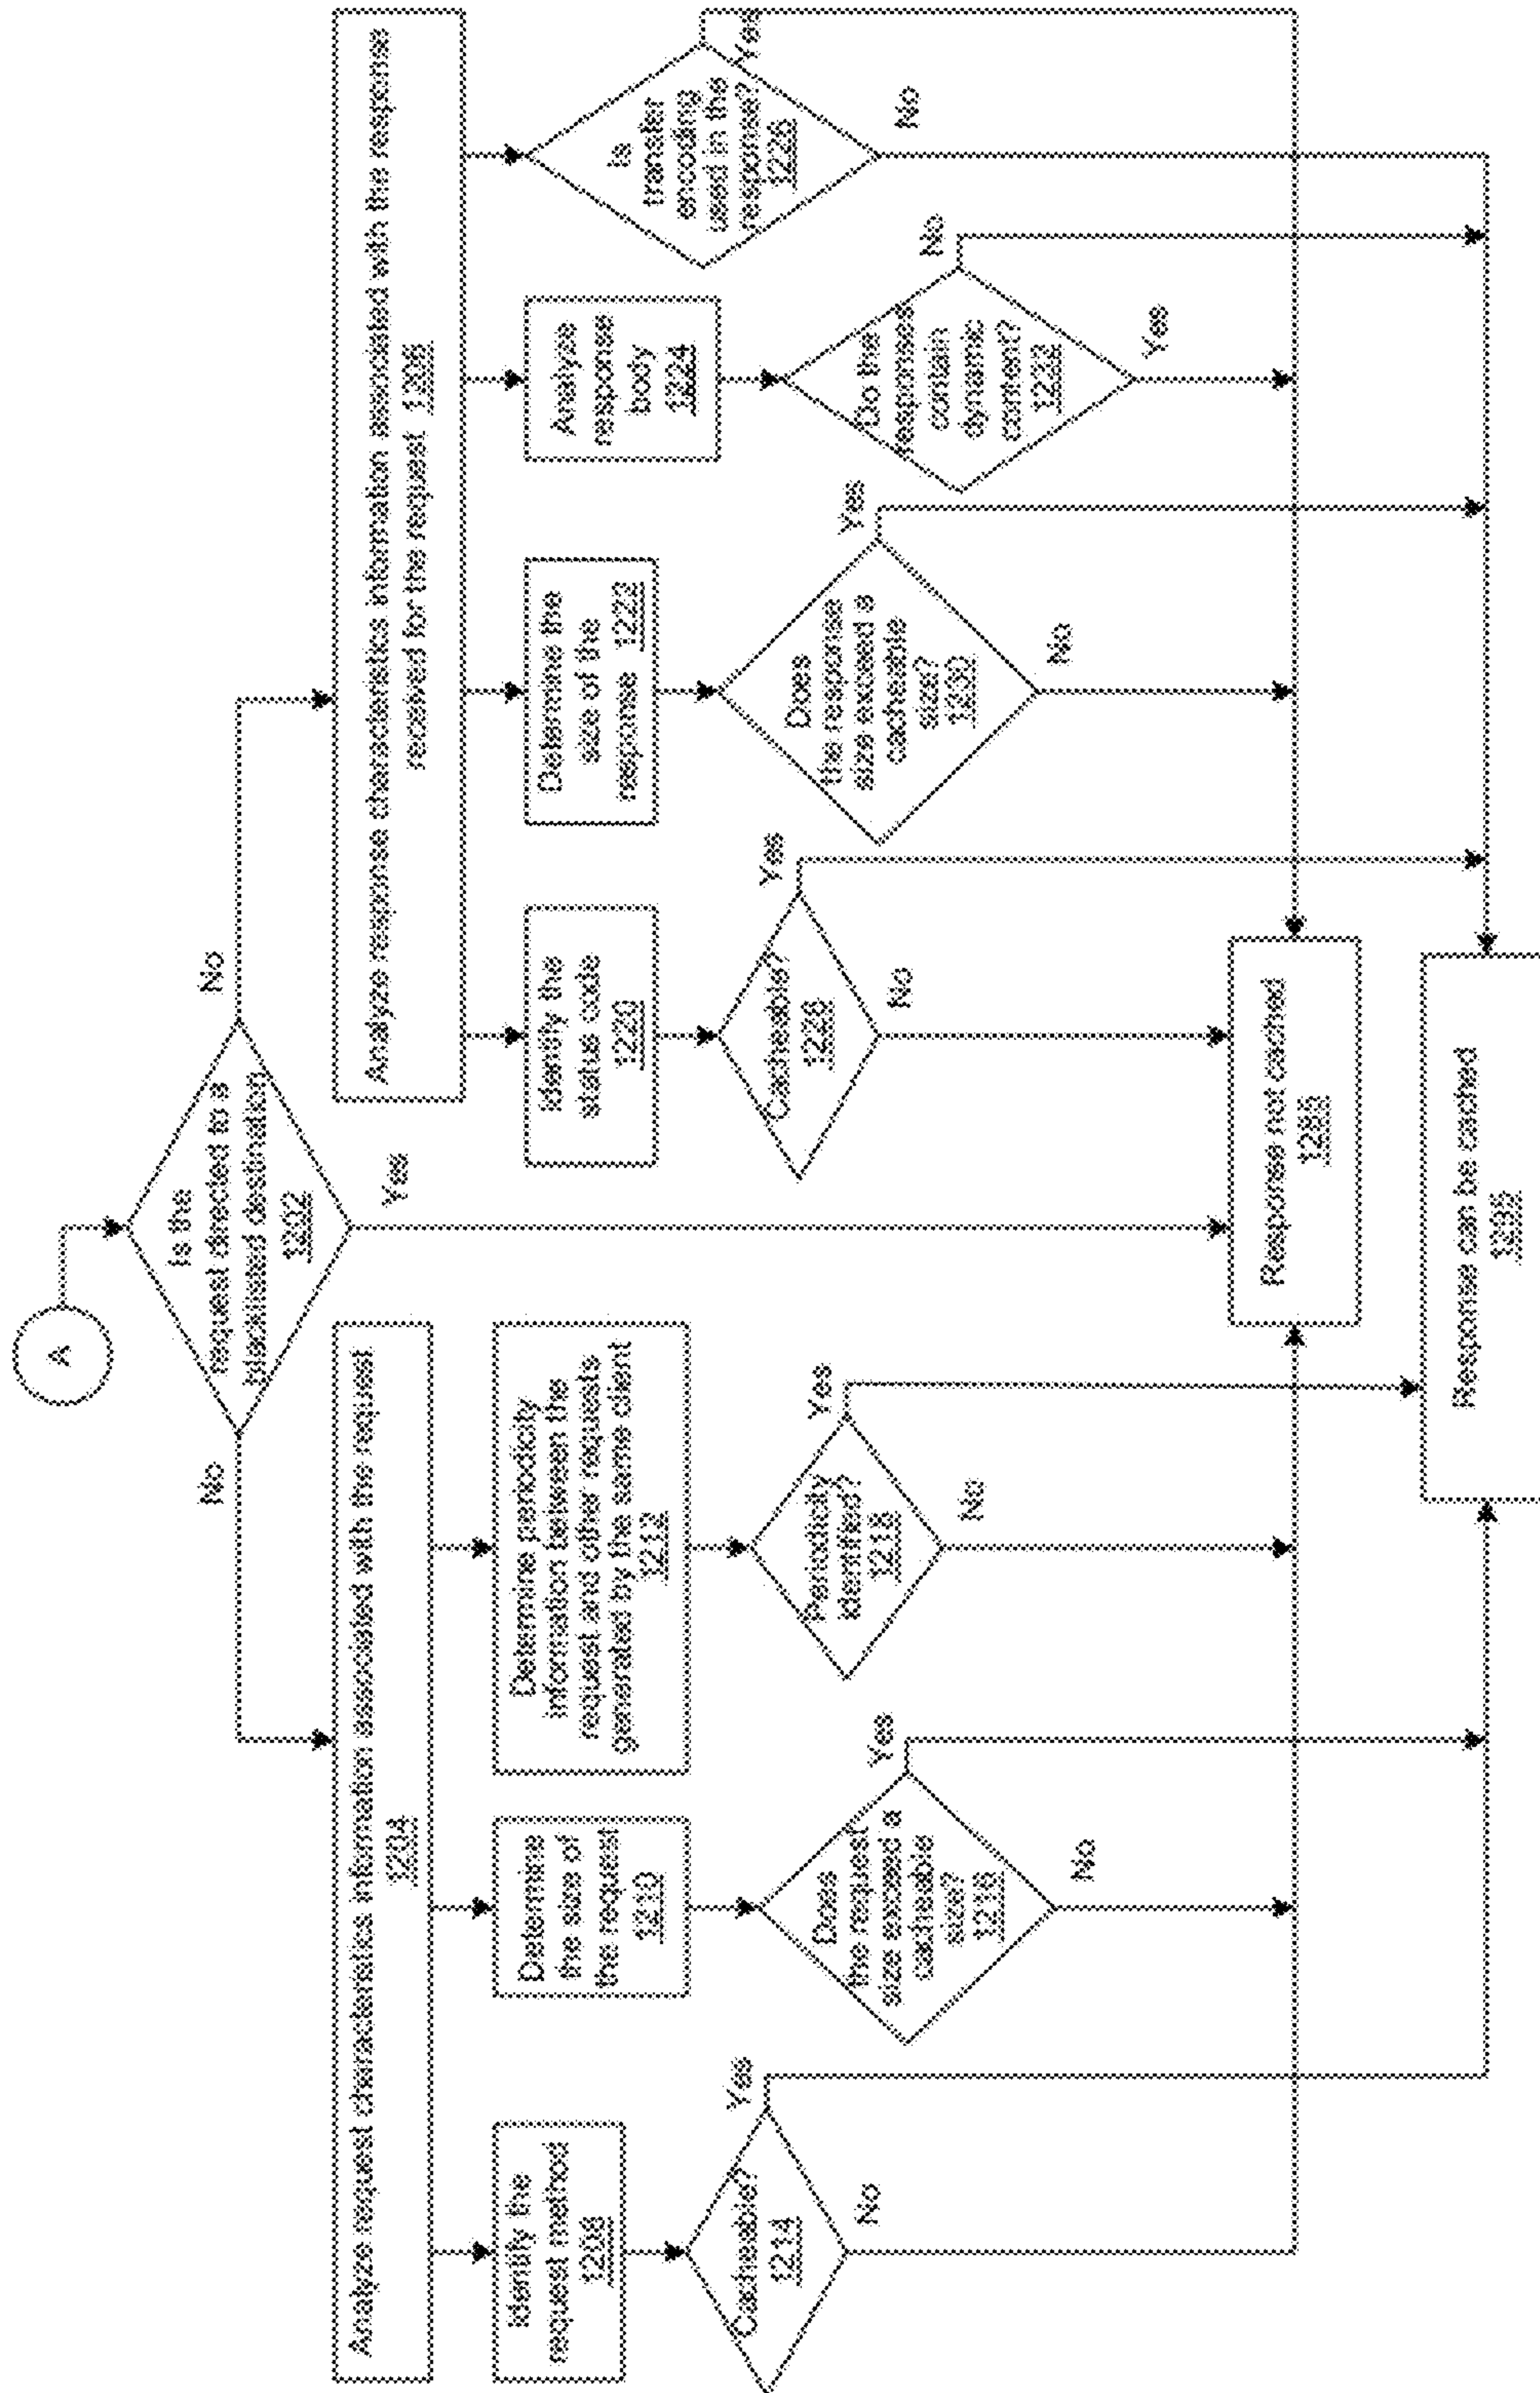 A
Is the
request directed to a
blacklisted destination
1202
No
No
Yes
Analyze request characteristics information associated with the request
1204
Identify the
request method
1208
Cacheable?
1214
Yes
No
Determine
the size of
the request
1210
Does
the request
size exceed a
cacheable
size?
1216
Yes
No
Determine periodicity
information between the
request and other requests
generated by the same client
1212
Periodicity
identified?
1218
Yes
No
Analyze response characteristics information associated with the response
received for the request 1206
Identify the
status code
1220
Cacheable?
1228
Yes
No
Determine the
size of the
response 1222
Does
the response
size exceed a
cacheable
size?
Yes
No
Analyze
response
body
1224
Do the
responses
contain
dynamic
content?
No
Yes
Is
transfer
encoding
used in the
response?
1226
Yes
No
Response not cached
Response can be cached